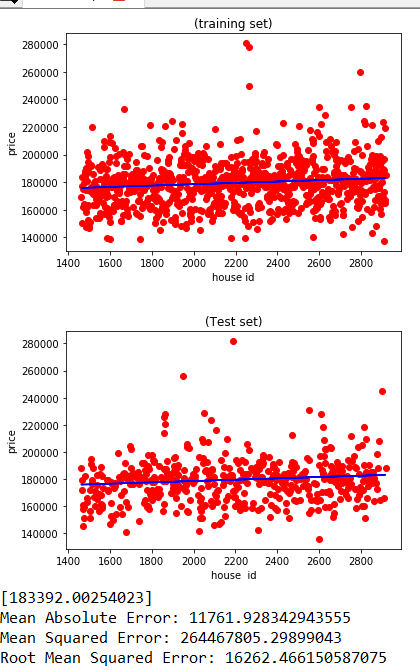 (training set)
280000
260000
240000
220000
200000
180000
160000
140000
price
1400 1600 1800 2000 2200 2400 2600 2800
house id
(Test set)
280000
260000
240000
220000
200000
180000
160000
140000
price
1400 1600 1800 2000 2200 2400 2600 2800
house id
[183392.00254023]
Mean Absolute Error: 11761.928342943555
Mean Squared Error: 264467805.29899043
Root Mean Squared Error: 16262.466150587075